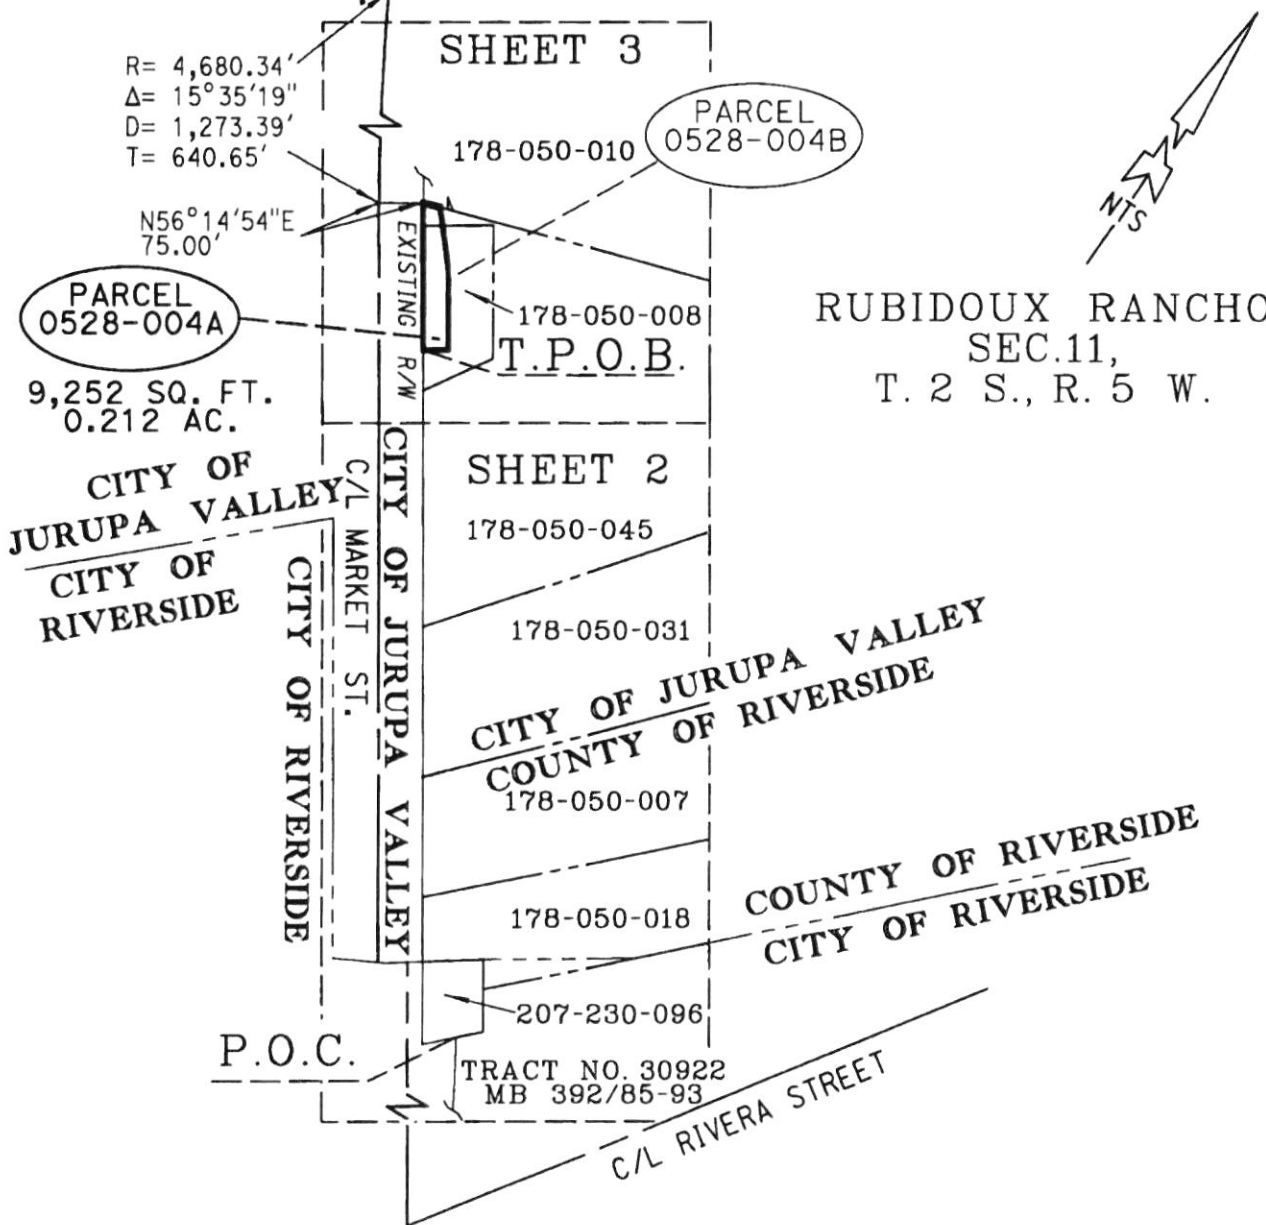 SHEET 3
R= 4,680.34'
Δ= 15°35'19"
D= 1,273.39'
T= 640.65'
PARCEL
0528-004B
178-050-010
NTS
N56°14'54"E
75.00'
EXISTING R/W
PARCEL
0528-004A
178-050-008
T.P.O.B.
9,252 SQ. FT.
0.212 AC.
RUBIDOUX RANCHO
SEC.11,
T. 2 S., R. 5 W.
CITY OF
JURUPA VALLEY
CITY OF
RIVERSIDE
C/L MARKET ST.
CITY OF JURUPA VALLEY
CITY OF RIVERSIDE
SHEET 2
178-050-045
178-050-031
CITY OF JURUPA VALLEY
COUNTY OF RIVERSIDE
178-050-007
COUNTY OF RIVERSIDE
CITY OF RIVERSIDE
178-050-018
207-230-096
P.O.C.
TRACT NO. 30922
MB 392/85-93
C/L RIVERA STREET